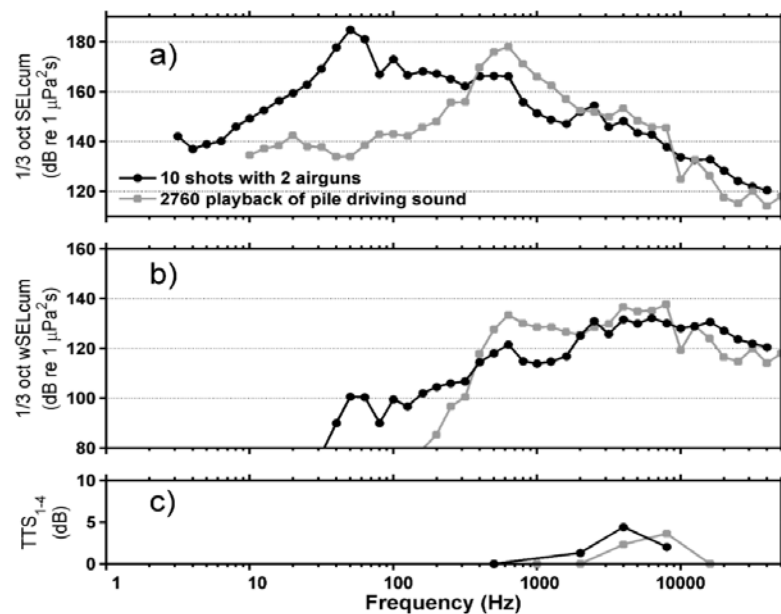 a)
1/3 oct SELcum
(dB re 1 µPa²s)
180
160
140
120
10 shots with 2 airguns
2760 playback of pile driving sound
b)
1/3 oct wSELcum
(dB re 1 µPa²s)
160
140
120
100
80
c)
TTS₁₋₄
(dB)
10
5
0
1 10 100 1000 10000
Frequency (Hz)